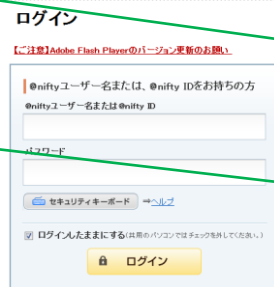 ログイン
【ご注意】Adobe Flash Playerのバージョン更新のお願い
@niftyユーザー名または、@nifty IDをお持ちの方
@niftyユーザー名または@nifty ID
パスワード
セキュリティキーボード ⇒ヘルプ
ログインしたままにする(共用のパソコンではチェックを外してください。)
ログイン